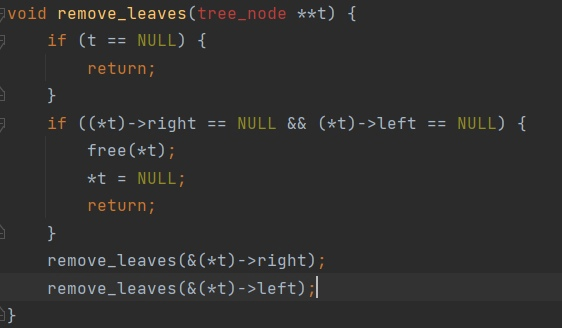 void remove_leaves(tree_node **t) {
    if (t == NULL) {
        return;
    }
    if ((*t)->right == NULL && (*t)->left == NULL) {
        free(*t);
        *t = NULL;
        return;
    }
    remove_leaves(&(*t)->right);
    remove_leaves(&(*t)->left);
}